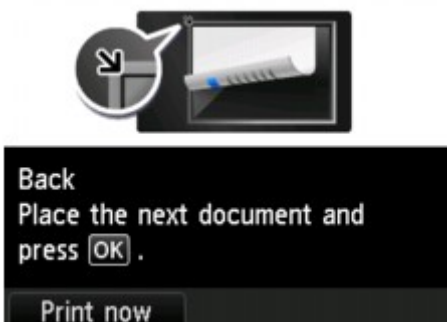 Back
Place the next document and
press OK .
Print now